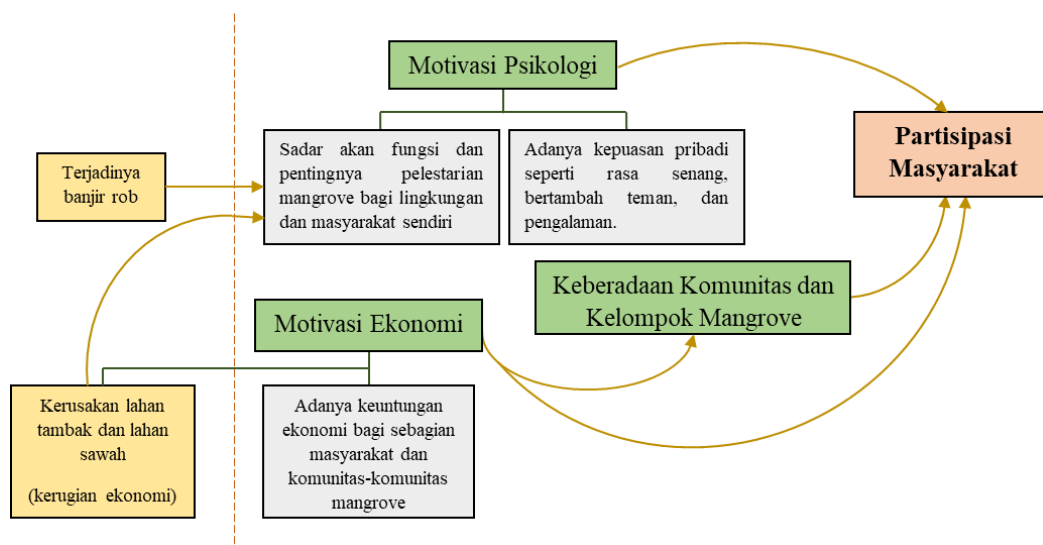 Motivasi Psikologi
Partisipasi
Masyarakat
Terjadinya
banjir rob
Sadar akan fungsi dan
pentingnya pelestarian
mangrove bagi lingkungan
dan masyarakat sendiri
Adanya kepuasan pribadi
seperti rasa senang,
bertambah teman, dan
pengalaman.
Keberadaan Komunitas dan
Kelompok Mangrove
Motivasi Ekonomi
Kerusakan lahan
tambak dan lahan
sawah
(kerugian ekonomi)
Adanya keuntungan
ekonomi bagi sebagian
masyarakat dan
komunitas-komunitas
mangrove